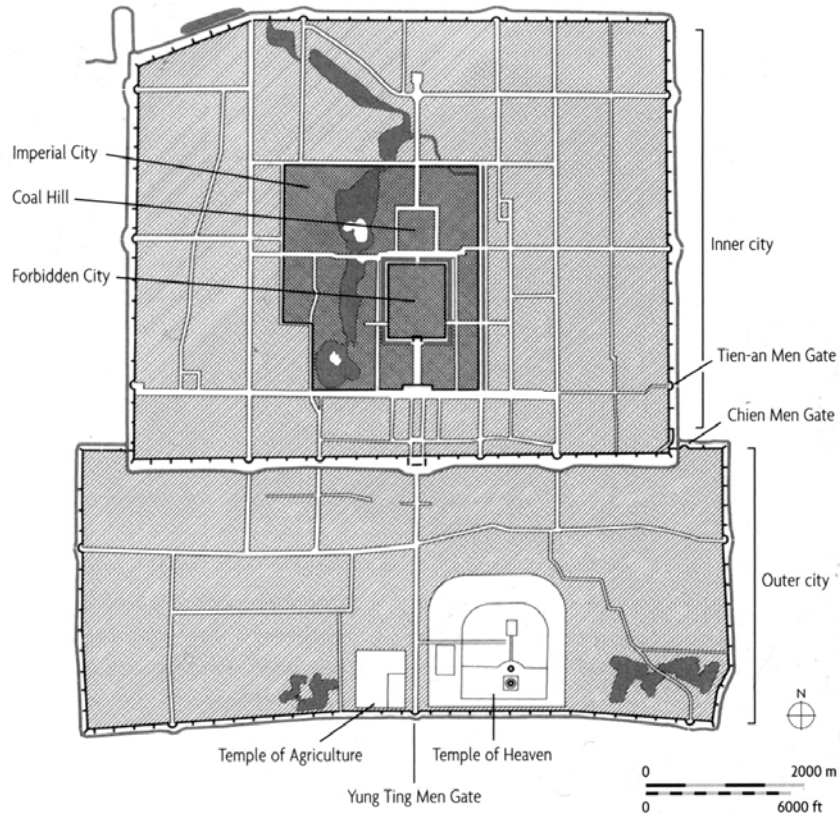 Imperial City
Coal Hill
Forbidden City
Inner city
Tien-an Men Gate
Chien Men Gate
Outer city
N
Temple of Agriculture
Temple of Heaven
Yung Ting Men Gate
0 2000 m
0 6000 ft